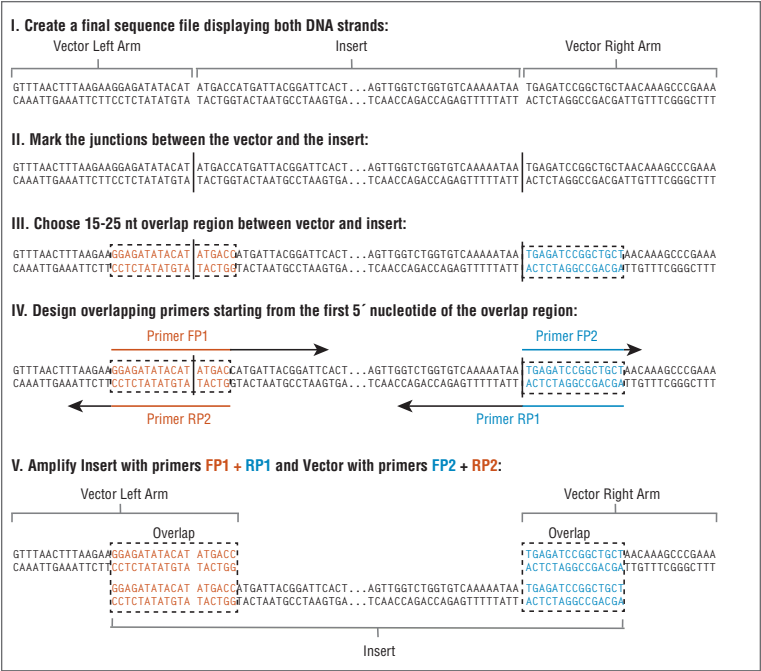 I. Create a final sequence file displaying both DNA strands:
Vector Left Arm Insert Vector Right Arm
GTTTAACTTTAAGAAGGAGATATACAT ATGACCATGATTACGGATTCACT...AGTTGGTCTGGTGTCAAAAATAA TGAGATCCGGCTGCTAACAAAGCCCGAAA
CAAATTGAAATTCTTCCTCTATATGTA TACTGGTACTAATGCCTAAGTGA...TCAACCAGACCAGAGTTTTTATT ACTCTAGGCCGACGATTGTTTCGGGCTTT
II. Mark the junctions between the vector and the insert:
GTTTAACTTTAAGAAGGAGATATACAT ATGACCATGATTACGGATTCACT...AGTTGGTCTGGTGTCAAAAATAA TGAGATCCGGCTGCTAACAAAGCCCGAAA
CAAATTGAAATTCTTCCTCTATATGTA TACTGGTACTAATGCCTAAGTGA...TCAACCAGACCAGAGTTTTTATT ACTCTAGGCCGACGATTGTTTCGGGCTTT
III. Choose 15-25 nt overlap region between vector and insert:
GTTTAACTTTAAGAAGGAGATATACAT ATGACCATGATTACGGATTCACT...AGTTGGTCTGGTGTCAAAAATAA TGAGATCCGGCTGCTAACAAAGCCCGAAA
CAAATTGAAATTCTTCCTCTATATGTA TACTGGTACTAATGCCTAAGTGA...TCAACCAGACCAGAGTTTTTATT ACTCTAGGCCGACGATTGTTTCGGGCTTT
IV. Design overlapping primers starting from the first 5´ nucleotide of the overlap region:
Primer FP1 Primer FP2
GTTTAACTTTAAGAAGGAGATATACAT ATGACCATGATTACGGATTCACT...AGTTGGTCTGGTGTCAAAAATAA TGAGATCCGGCTGCTAACAAAGCCCGAAA
CAAATTGAAATTCTTCCTCTATATGTA TACTGGTACTAATGCCTAAGTGA...TCAACCAGACCAGAGTTTTTATT ACTCTAGGCCGACGATTGTTTCGGGCTTT
Primer RP2 Primer RP1
V. Amplify Insert with primers FP1 + RP1 and Vector with primers FP2 + RP2:
Vector Left Arm Vector Right Arm
Overlap Overlap
GTTTAACTTTAAGAAGGAGATATACAT ATGACC TGAGATCCGGCTGCTAACAAAGCCCGAAA
CAAATTGAAATTCTTCCTCTATATGTA TACTGG ACTCTAGGCCGACGATTGTTTCGGGCTTT
GGAGATATACAT ATGACCATGATTACGGATTCACT...AGTTGGTCTGGTGTCAAAAATAA TGAGATCCGGCTGCT
CCTCTATATGTA TACTGGTACTAATGCCTAAGTGA...TCAACCAGACCAGAGTTTTTATT ACTCTAGGCCGACGA
Insert